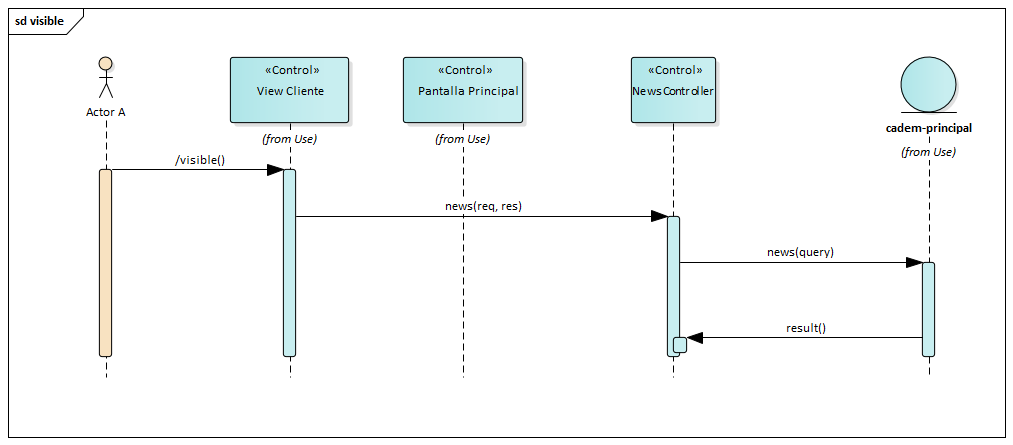 sd visible
Actor A
«Control»
View Cliente
(from Use)
«Control»
Pantalla Principal
(from Use)
«Control»
NewsController
cadem-principal
(from Use)
/visible()
news(req, res)
news(query)
result()